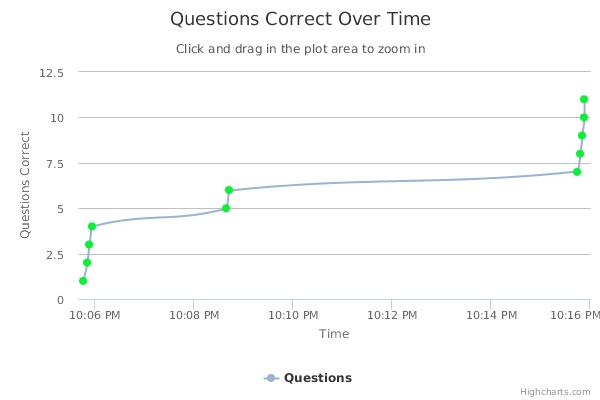 Questions Correct Over Time
Click and drag in the plot area to zoom in
Questions Correct
12.5
10
7.5
5
2.5
0
10:06 PM
10:08 PM
10:10 PM
10:12 PM
10:14 PM
10:16 PM
Time
Questions
Highcharts.com